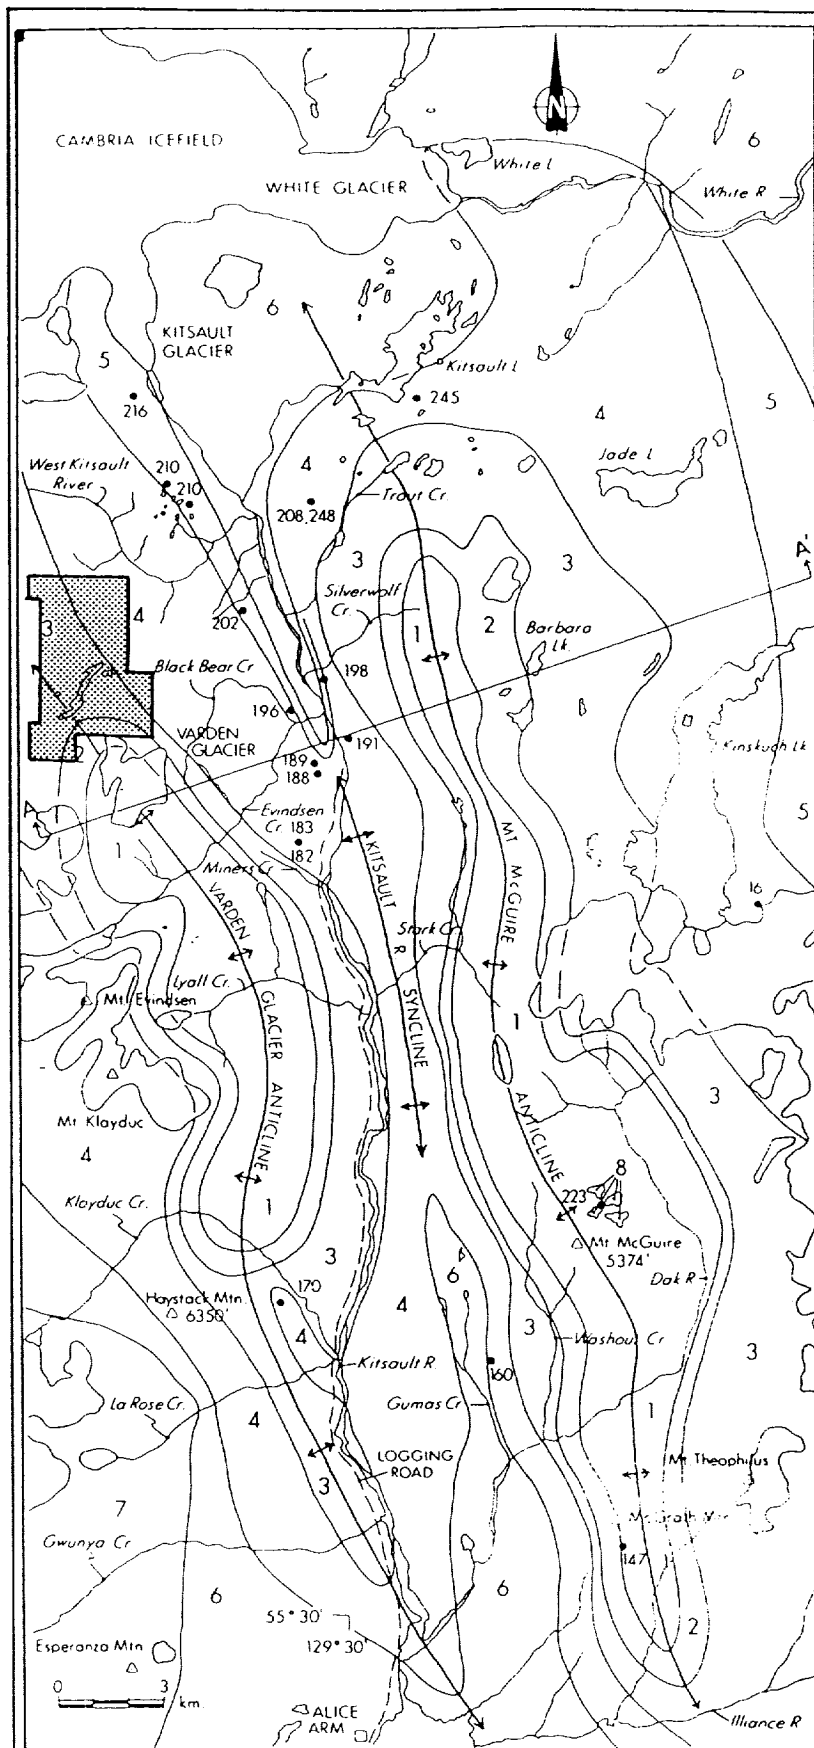 N
6
CAMBRIA ICEFIELD
White L
WHITE GLACIER
White R
6
KITSAULT
GLACIER
5
Kitsault L
5
216
245
4
West Kitsault
River
210
210
4
Jade L
208,248
Trout Cr.
3
3
A'
Silverwolf
Cr.
3
4
202
1
2
Barbara
Lk.
Black Bear Cr
198
196
VARDEN
GLACIER
191
Kinskuch Lk
2
189
188
A
Evindsen
Cr.
183
182
5
1
Miners Cr
KITSAULT R SYNCLINE
MT McGUIRE ANTICLINE
VARDEN GLACIER ANTICLINE
16
Stark Cr
Lyall Cr.
Mt. Evindsen
1
3
Mt Klayduc
4
8
223
Klayduc Cr.
1
Mt McGuire
5374'
3
6
Dak R
Haystack Mtn.
6350'
170
4
4
3
Washout Cr
3
Kitsault R.
160
La Rose Cr.
Gumas Cr
4
1
LOGGING
ROAD
Mt. Theophilus
3
7
Gwunya Cr
147
1
6
6
55° 30'
129° 30'
2
Esperanza Mtn
0 3
km.
ALICE
ARM
Illiance R